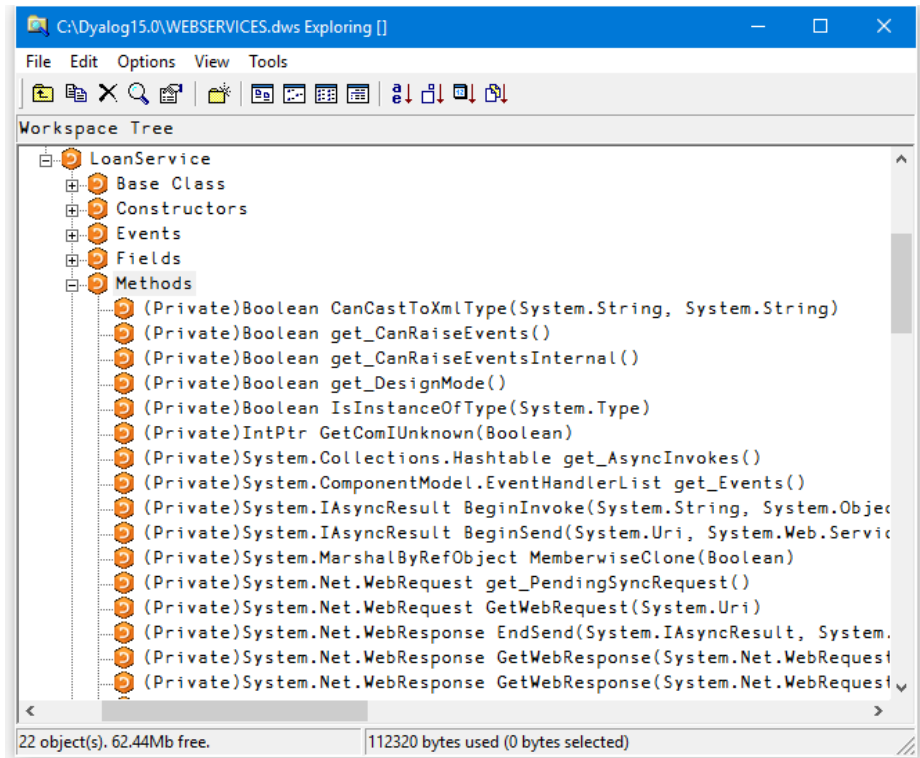 C:\Dyalog15.0\WEBSERVICES.dws Exploring []
File Edit Options View Tools
Workspace Tree
LoanService
Base Class
Constructors
Events
Fields
Methods
(Private)Boolean CanCastToXmlType(System.String, System.String)
(Private)Boolean get_CanRaiseEvents()
(Private)Boolean get_CanRaiseEventsInternal()
(Private)Boolean get_DesignMode()
(Private)Boolean IsInstanceOfType(System.Type)
(Private)IntPtr GetComIUnknown(Boolean)
(Private)System.Collections.Hashtable get_AsyncInvokes()
(Private)System.ComponentModel.EventHandlerList get_Events()
(Private)System.IAsyncResult BeginInvoke(System.String, System.Objec
(Private)System.IAsyncResult BeginSend(System.Uri, System.Web.Servic
(Private)System.MarshalByRefObject MemberwiseClone(Boolean)
(Private)System.Net.WebRequest get_PendingSyncRequest()
(Private)System.Net.WebRequest GetWebRequest(System.Uri)
(Private)System.Net.WebResponse EndSend(System.IAsyncResult, System.
(Private)System.Net.WebResponse GetWebResponse(System.Net.WebRequest
(Private)System.Net.WebResponse GetWebResponse(System.Net.WebRequest
22 object(s). 62.44Mb free. 112320 bytes used (0 bytes selected)